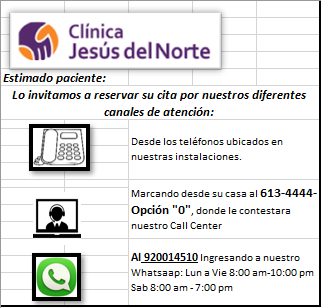 Clínica
Jesús del Norte
Estimado paciente:
Lo invitamos a reservar su cita por nuestros diferentes
canales de atención:
Desde los teléfonos ubicados en
nuestras instalaciones.
Marcando desde su casa al 613-4444-
Opción "0", donde le contestara
nuestro Call Center
Al 920014510 Ingresando a nuestro
Whatsaap: Lun a Vie 8:00 am-10:00 pm
Sab 8:00 am - 7:00 pm